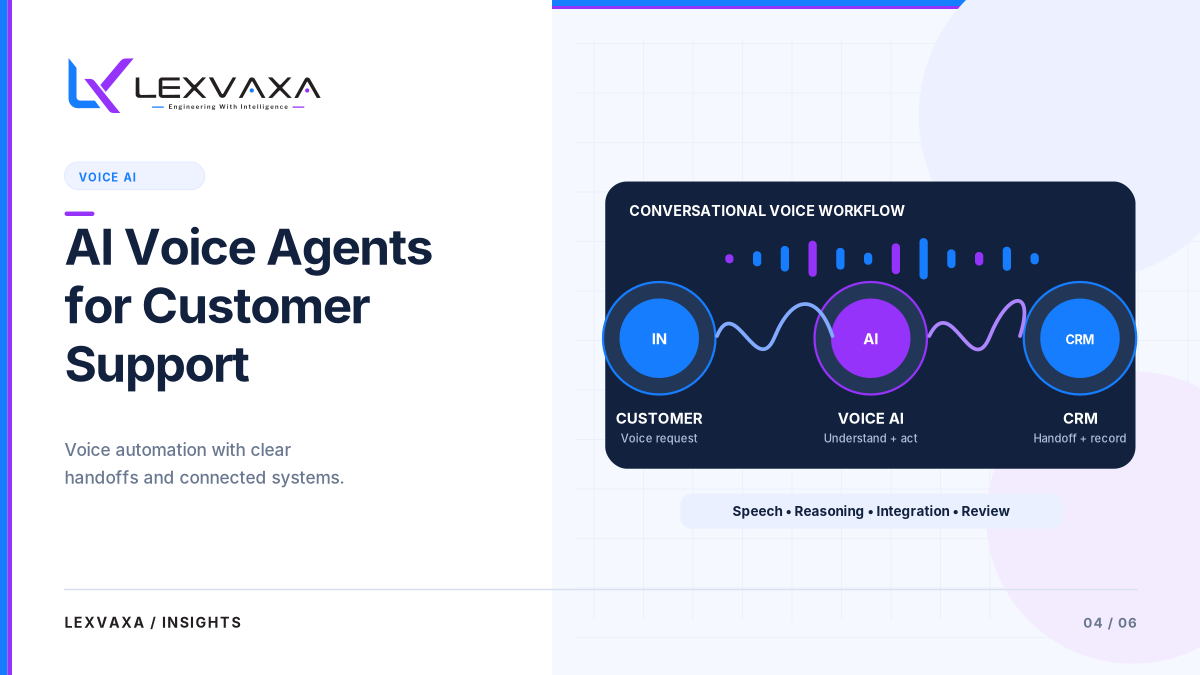 LEXVAXA
Engineering With Intelligence
VOICE AI
AI Voice Agents
for Customer
Support
Voice automation with clear
handoffs and connected systems.
CONVERSATIONAL VOICE WORKFLOW
IN
AI
CRM
CUSTOMER
Voice request
VOICE AI
Understand + act
CRM
Handoff + record
Speech • Reasoning • Integration • Review
LEXVAXA / INSIGHTS
04 / 06